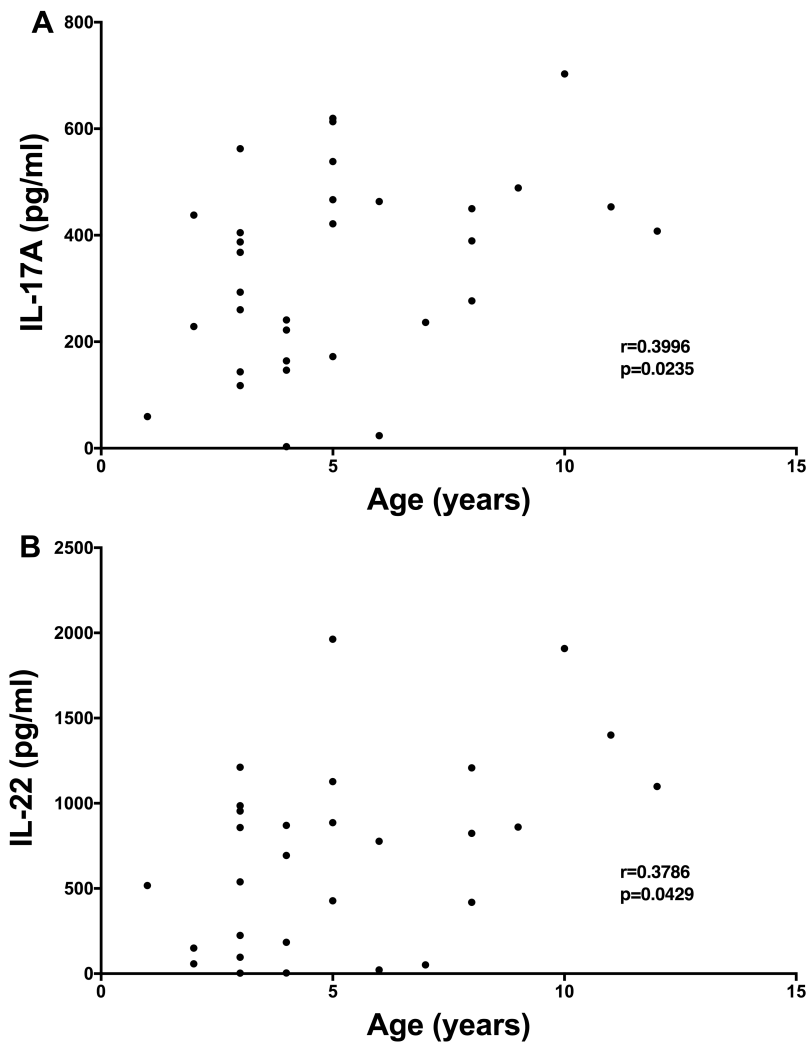 A
800
600
400
200
0
IL-17A (pg/ml)
r=0.3996
p=0.0235
0 5 10 15
Age (years)
B
2500
2000
1500
1000
500
0
IL-22 (pg/ml)
r=0.3786
p=0.0429
0 5 10 15
Age (years)